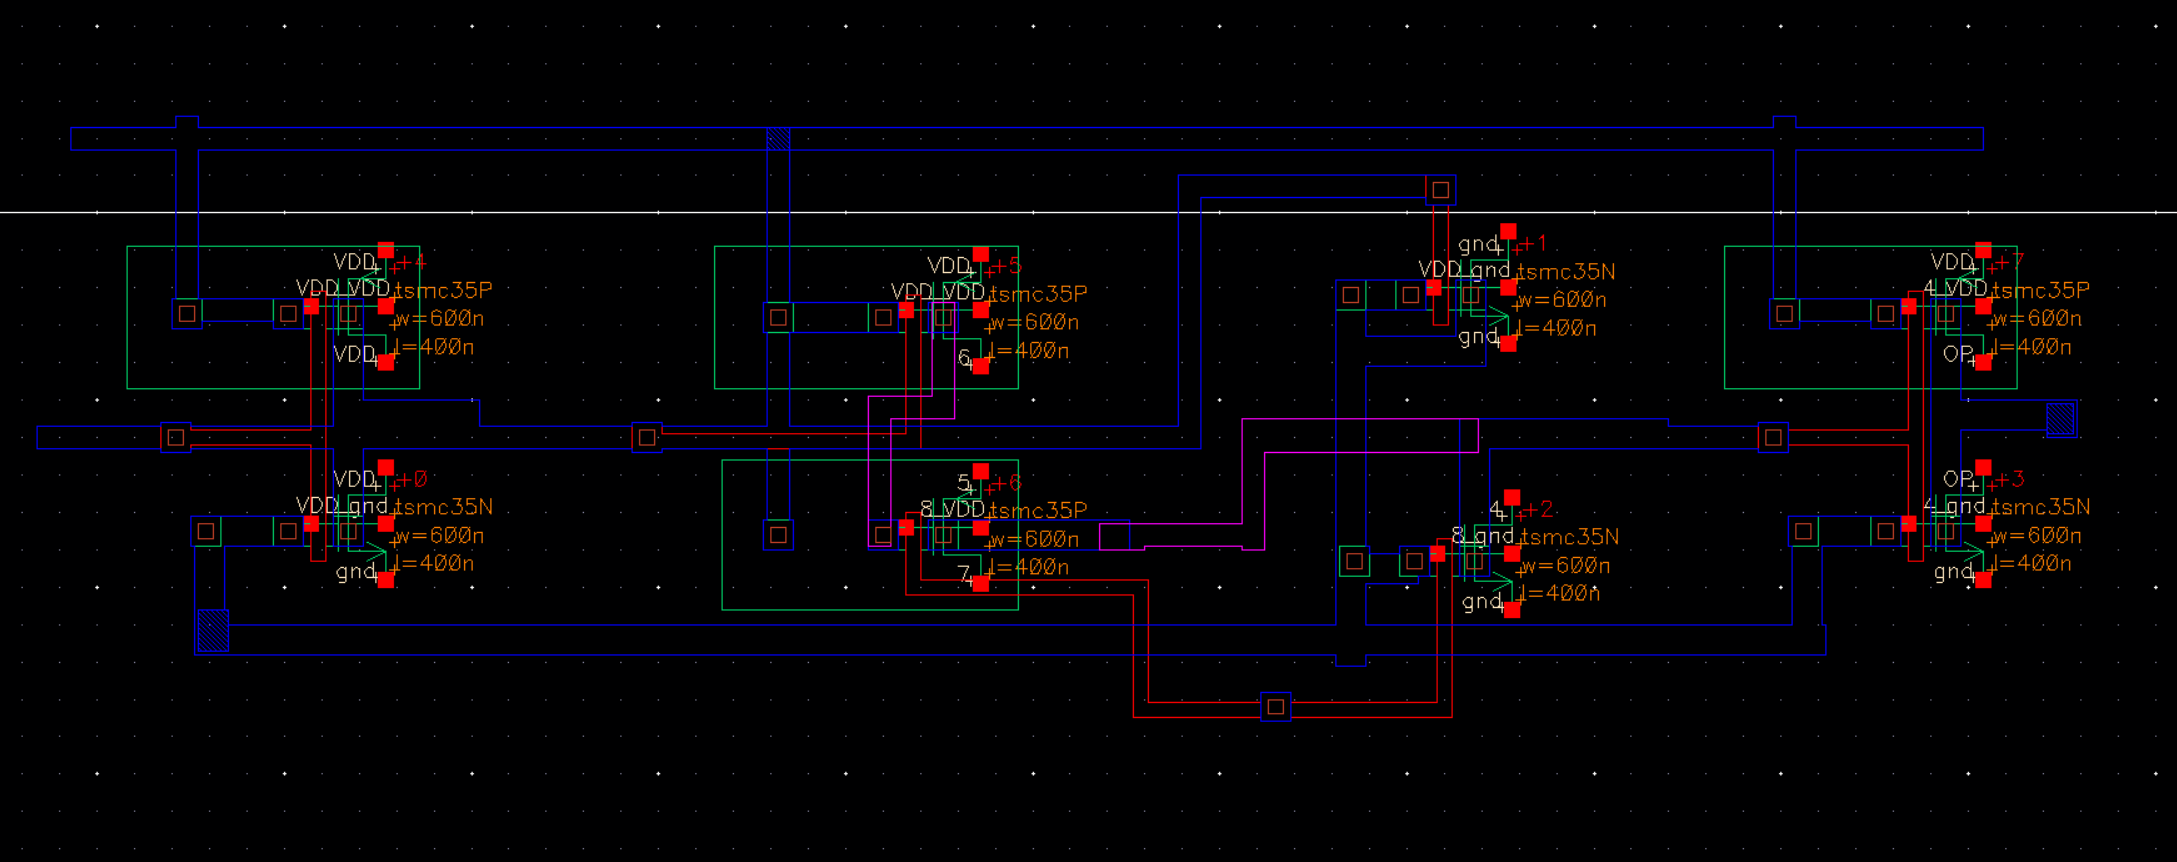 VDD +4
VDD VDD tsmc35P
w=600n
VDD l=400n
VDD +5
VDD VDD tsmc35P
w=600n
6 l=400n
gnd +1
VDD gnd tsmc35N
w=600n
gnd l=400n
VDD +7
4 VDD tsmc35P
w=600n
OP l=400n
VDD +0
VDD gnd tsmc35N
w=600n
gnd l=400n
5 +6
8 VDD tsmc35P
w=600n
7 l=400n
4 +2
8 gnd tsmc35N
w=600n
gnd l=400n
OP +3
4 gnd tsmc35N
w=600n
gnd l=400n